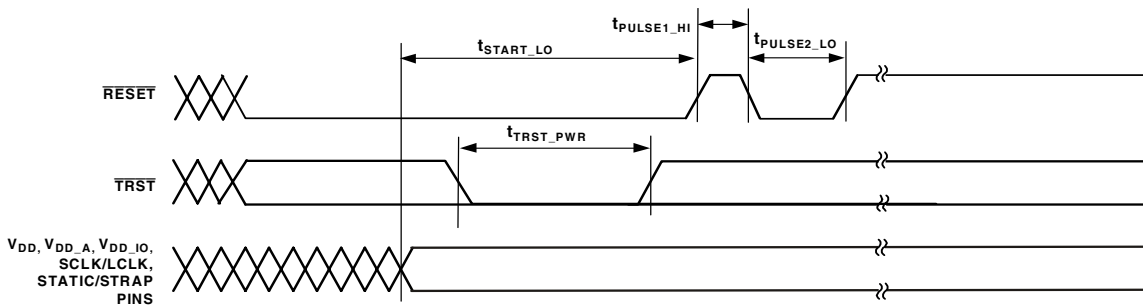 tPULSE1_HI
tSTART_LO
tPULSE2_LO
RESET
tTRST_PWR
TRST
VDD, VDD_A, VDD_IO,
SCLK/LCLK,
STATIC/STRAP
PINS